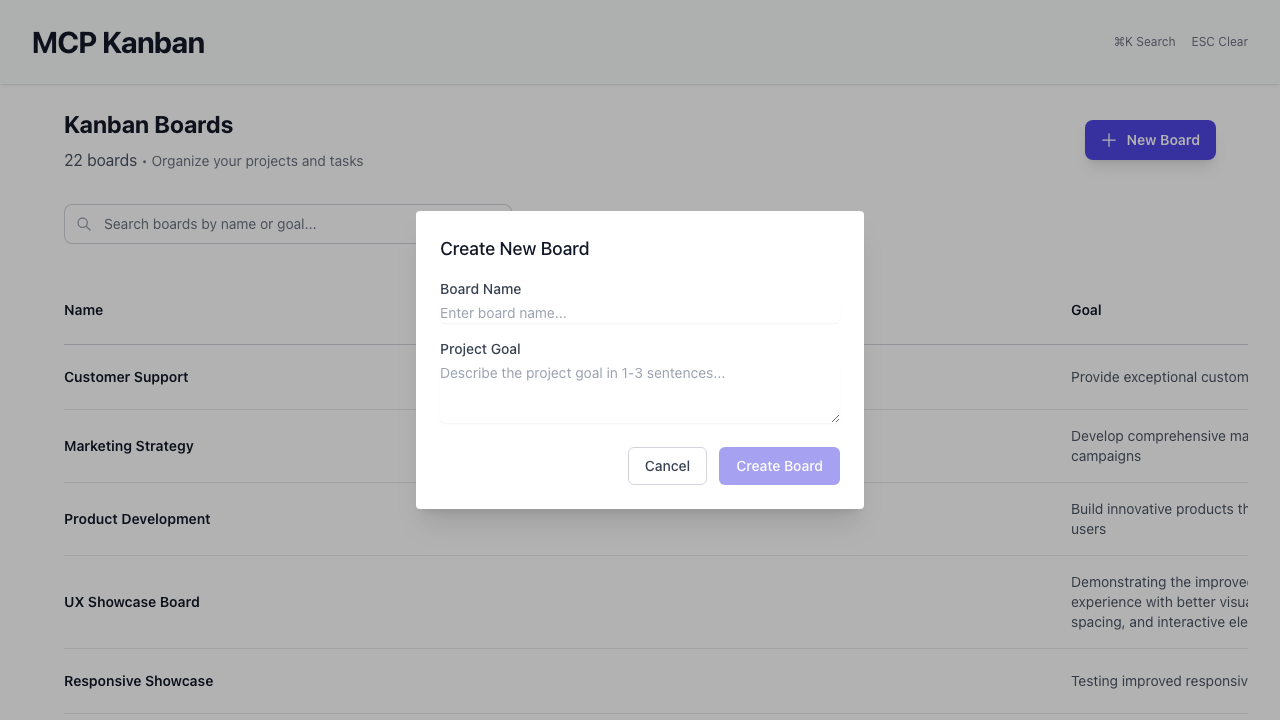 MCP Kanban
⌘K Search ESC Clear
Kanban Boards
22 boards • Organize your projects and tasks
New Board
Search boards by name or goal...
Create New Board
Board Name
Enter board name...
Project Goal
Describe the project goal in 1-3 sentences...
Cancel Create Board
Name Goal
Customer Support Provide exceptional custom
Marketing Strategy Develop comprehensive ma
campaigns
Product Development Build innovative products th
users
UX Showcase Board Demonstrating the improve
experience with better visua
spacing, and interactive ele
Responsive Showcase Testing improved responsiv